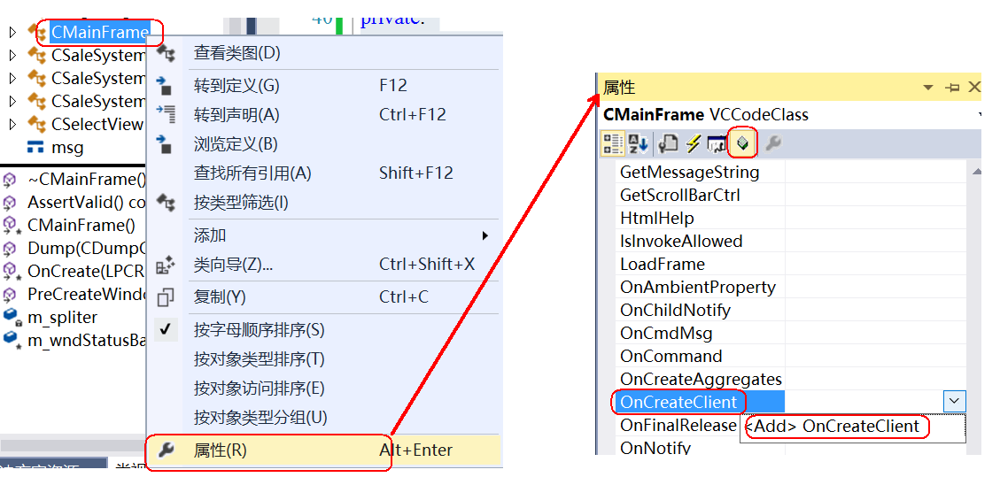 CMainFrame
CSaleSystem
CSaleSystem
CSaleSystem
CSelectView
msg
~CMainFrame()
AssertValid() co
CMainFrame()
Dump(CDumpC
OnCreate(LPCR
PreCreateWindo
m_spliter
m_wndStatusBa
40
private:
查看类图(D)
转到定义(G) F12
转到声明(A) Ctrl+F12
浏览定义(B)
查找所有引用(A) Shift+F12
按类型筛选(I)
添加
类向导(Z)... Ctrl+Shift+X
复制(Y) Ctrl+C
按字母顺序排序(S)
按对象类型排序(T)
按对象访问排序(E)
按对象类型分组(U)
属性(R) Alt+Enter
属性
CMainFrame VCCodeClass
GetMessageString
GetScrollBarCtrl
HtmlHelp
IsInvokeAllowed
LoadFrame
OnAmbientProperty
OnChildNotify
OnCmdMsg
OnCommand
OnCreateAggregates
OnCreateClient
OnFinalRelease
<Add> OnCreateClient
OnNotify